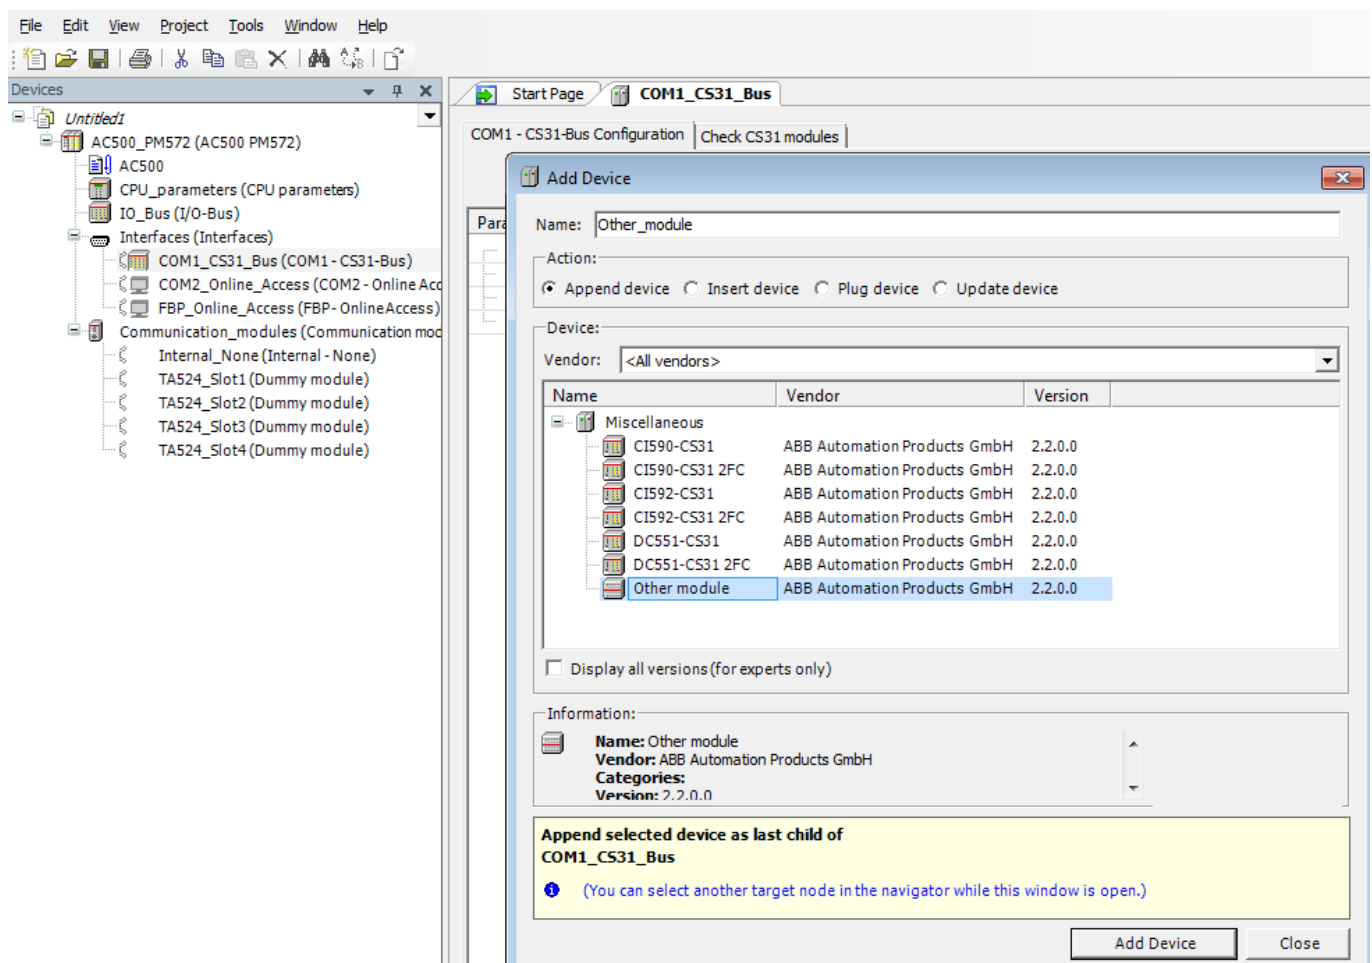 File Edit View Project Tools Window Help
Devices
Untitled1
AC500_PM572 (AC500 PM572)
AC500
CPU_parameters (CPU parameters)
IO_Bus (I/O-Bus)
Interfaces (Interfaces)
COM1_CS31_Bus (COM1 - CS31-Bus)
COM2_Online_Access (COM2 - Online Acc
FBP_Online_Access (FBP- OnlineAccess)
Communication_modules (Communication mod
Internal_None (Internal - None)
TA524_Slot1 (Dummy module)
TA524_Slot2 (Dummy module)
TA524_Slot3 (Dummy module)
TA524_Slot4 (Dummy module)
Start Page COM1_CS31_Bus
COM1 - CS31-Bus Configuration Check CS31 modules
Para
Add Device
Name: Other_module
Action:
Append device Insert device Plug device Update device
Device:
Vendor: <All vendors>
Name Vendor Version
Miscellaneous
CI590-CS31 ABB Automation Products GmbH 2.2.0.0
CI590-CS31 2FC ABB Automation Products GmbH 2.2.0.0
CI592-CS31 ABB Automation Products GmbH 2.2.0.0
CI592-CS31 2FC ABB Automation Products GmbH 2.2.0.0
DC551-CS31 ABB Automation Products GmbH 2.2.0.0
DC551-CS31 2FC ABB Automation Products GmbH 2.2.0.0
Other module ABB Automation Products GmbH 2.2.0.0
Display all versions (for experts only)
Information:
Name: Other module
Vendor: ABB Automation Products GmbH
Categories:
Version: 2.2.0.0
Append selected device as last child of
COM1_CS31_Bus
(You can select another target node in the navigator while this window is open.)
Add Device Close